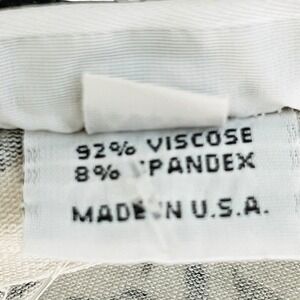 92% VISCOSE
8% SPANDEX
MADE IN U.S.A.